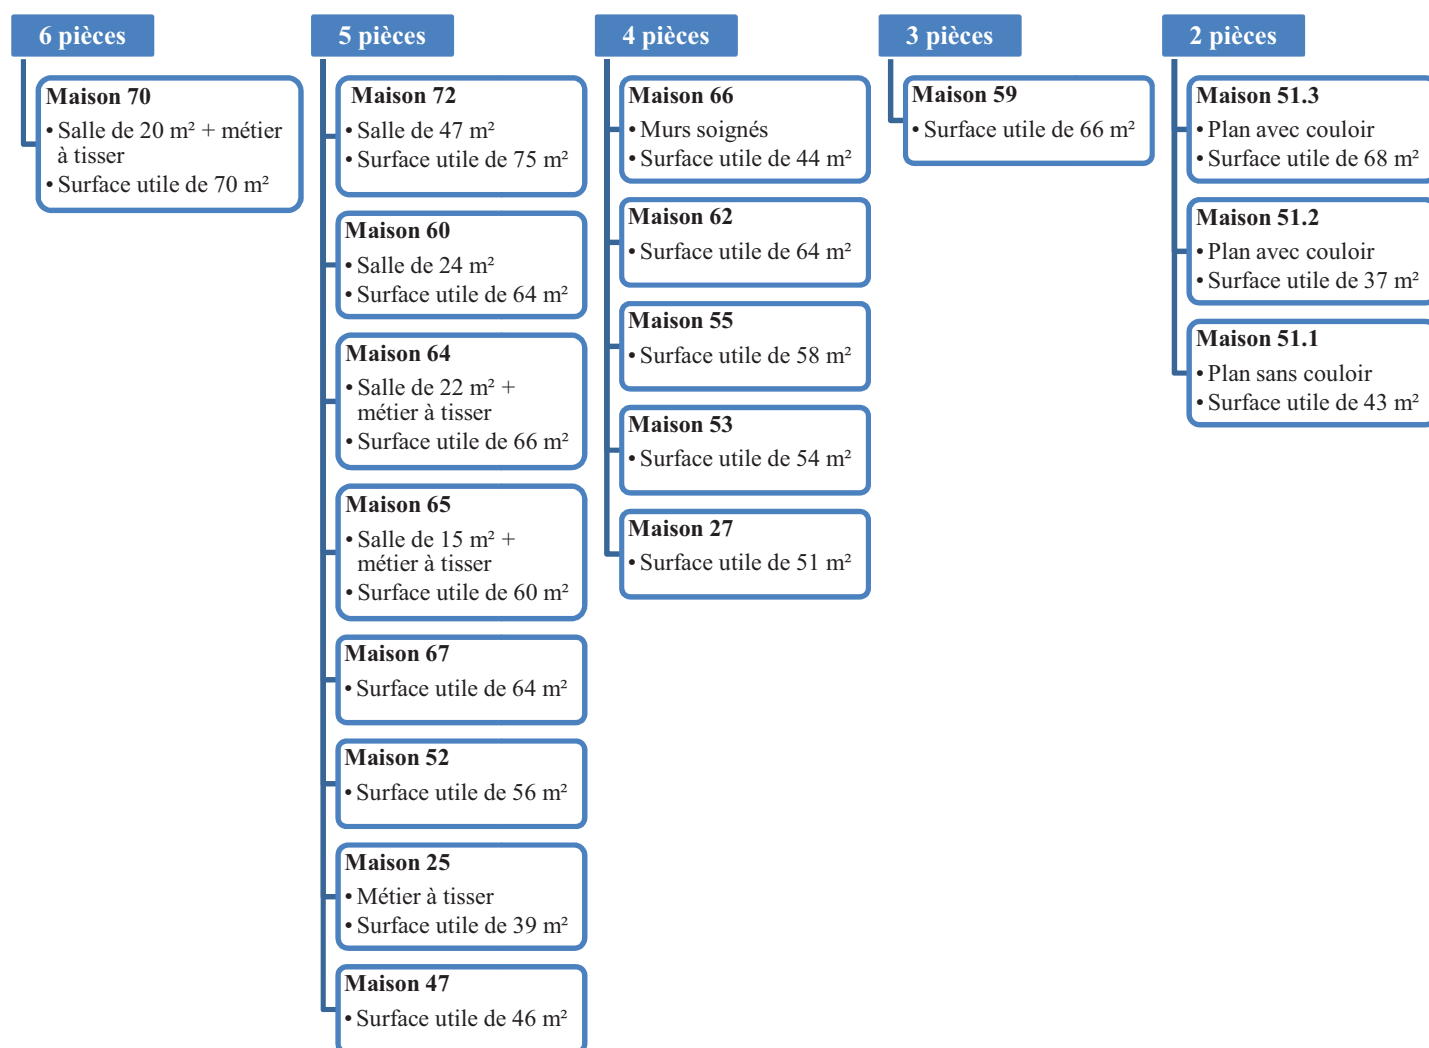 6 pièces
Maison 70
• Salle de 20 m² + métier
à tisser
• Surface utile de 70 m²
5 pièces
Maison 72
• Salle de 47 m²
• Surface utile de 75 m²
Maison 60
• Salle de 24 m²
• Surface utile de 64 m²
Maison 64
• Salle de 22 m² +
métier à tisser
• Surface utile de 66 m²
Maison 65
• Salle de 15 m² +
métier à tisser
• Surface utile de 60 m²
Maison 67
• Surface utile de 64 m²
Maison 52
• Surface utile de 56 m²
Maison 25
• Métier à tisser
• Surface utile de 39 m²
Maison 47
• Surface utile de 46 m²
4 pièces
Maison 66
• Murs soignés
• Surface utile de 44 m²
Maison 62
• Surface utile de 64 m²
Maison 55
• Surface utile de 58 m²
Maison 53
• Surface utile de 54 m²
Maison 27
• Surface utile de 51 m²
3 pièces
Maison 59
• Surface utile de 66 m²
2 pièces
Maison 51.3
• Plan avec couloir
• Surface utile de 68 m²
Maison 51.2
• Plan avec couloir
• Surface utile de 37 m²
Maison 51.1
• Plan sans couloir
• Surface utile de 43 m²